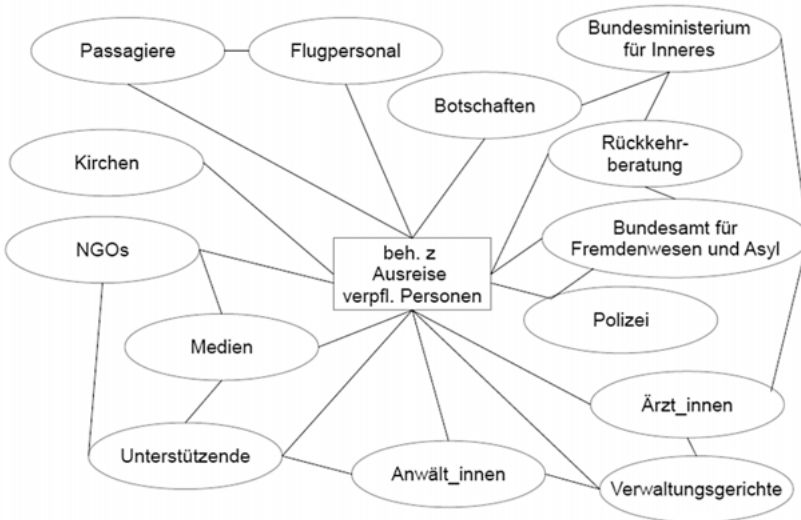 Passagiere
Flugpersonal
Bundesministerium
für Inneres
Botschaften
Kirchen
Rückkehr-
beratung
NGOs
beh. z
Ausreise
verpfl. Personen
Bundesamt für
Fremdenwesen und Asyl
Polizei
Medien
Ärzt_innen
Unterstützende
Anwält_innen
Verwaltungsgerichte